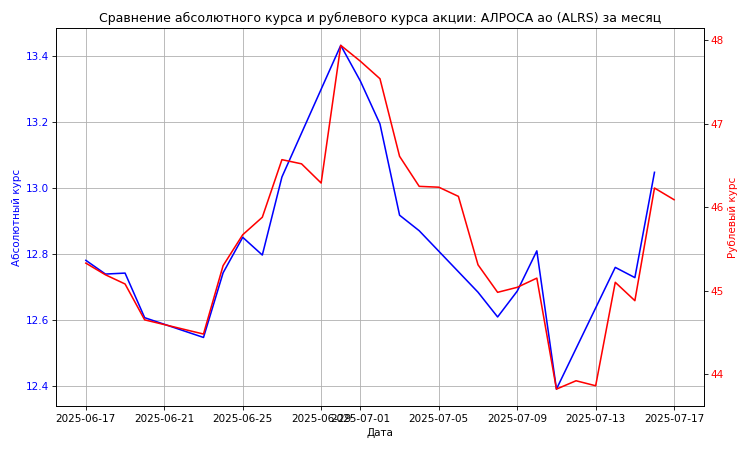 Сравнение абсолютного курса и рублевого курса акции: АЛРОСА ао (ALRS) за месяц
Абсолютный курс
13.4
13.2
13.0
12.8
12.6
12.4
48
47
46
45
44
Рублевый курс
2025-06-17 2025-06-21 2025-06-25 2025-06-29 2025-07-01 2025-07-05 2025-07-09 2025-07-13 2025-07-17
Дата